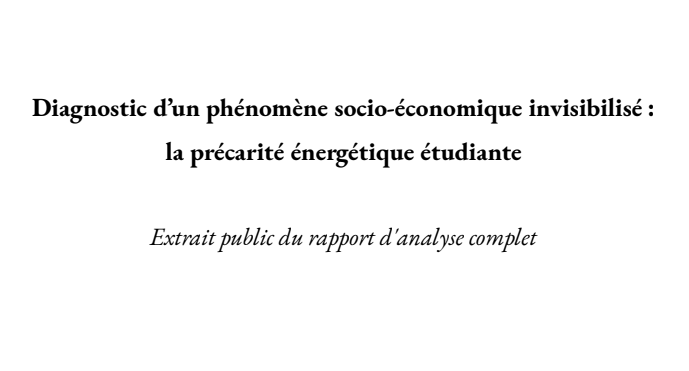 Diagnostic d’un phénomène socio-économique invisibilisé :
la précarité énergétique étudiante
Extrait public du rapport d'analyse complet